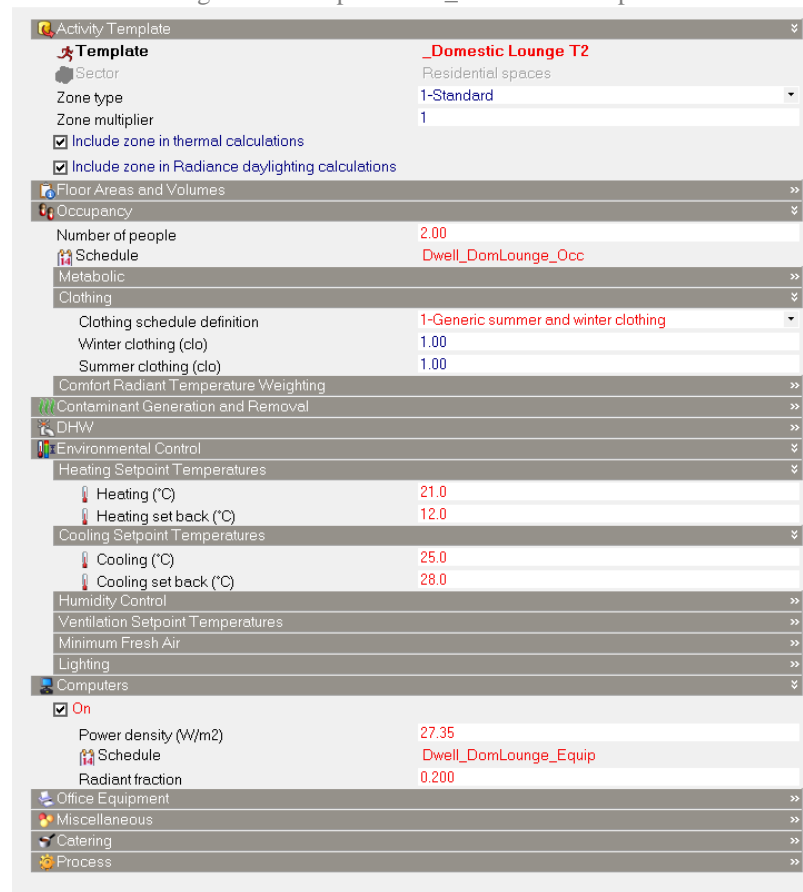 Activity Template
Template _Domestic Lounge T2
Sector Residential spaces
Zone type 1-Standard
Zone multiplier 1
Include zone in thermal calculations
Include zone in Radiance daylighting calculations
Floor Areas and Volumes
Occupancy
Number of people 2.00
Schedule Dwell_DomLounge_Occ
Metabolic
Clothing
Clothing schedule definition 1-Generic summer and winter clothing
Winter clothing (clo) 1.00
Summer clothing (clo) 1.00
Comfort Radiant Temperature Weighting
Contaminant Generation and Removal
DHW
Environmental Control
Heating Setpoint Temperatures
Heating (°C) 21.0
Heating set back (°C) 12.0
Cooling Setpoint Temperatures
Cooling (°C) 25.0
Cooling set back (°C) 28.0
Humidity Control
Ventilation Setpoint Temperatures
Minimum Fresh Air
Lighting
Computers
On
Power density (W/m2) 27.35
Schedule Dwell_DomLounge_Equip
Radiant fraction 0.200
Office Equipment
Miscellaneous
Catering
Process